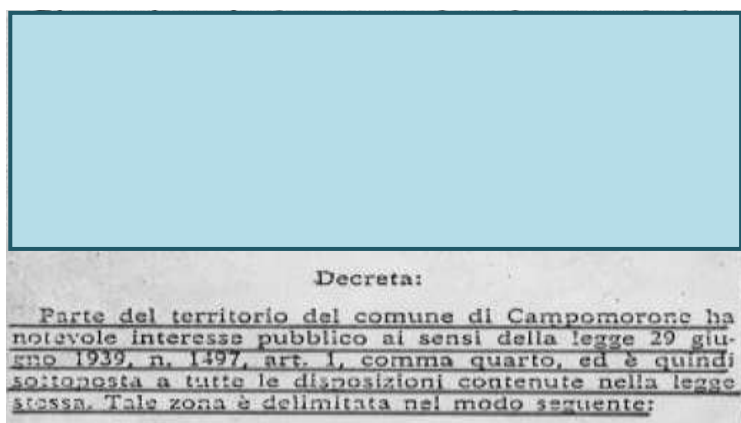 Decreta:
Parte del territorio del comune di Campomorone ha
notevole interesse pubblico ai sensi della legge 29 giu-
gno 1939, n. 1497, art. 1, comma quarto, ed è quindi
sottoposta a tutte le disposizioni contenute nella legge
stessa. Tale zona è delimitata nel modo seguente: